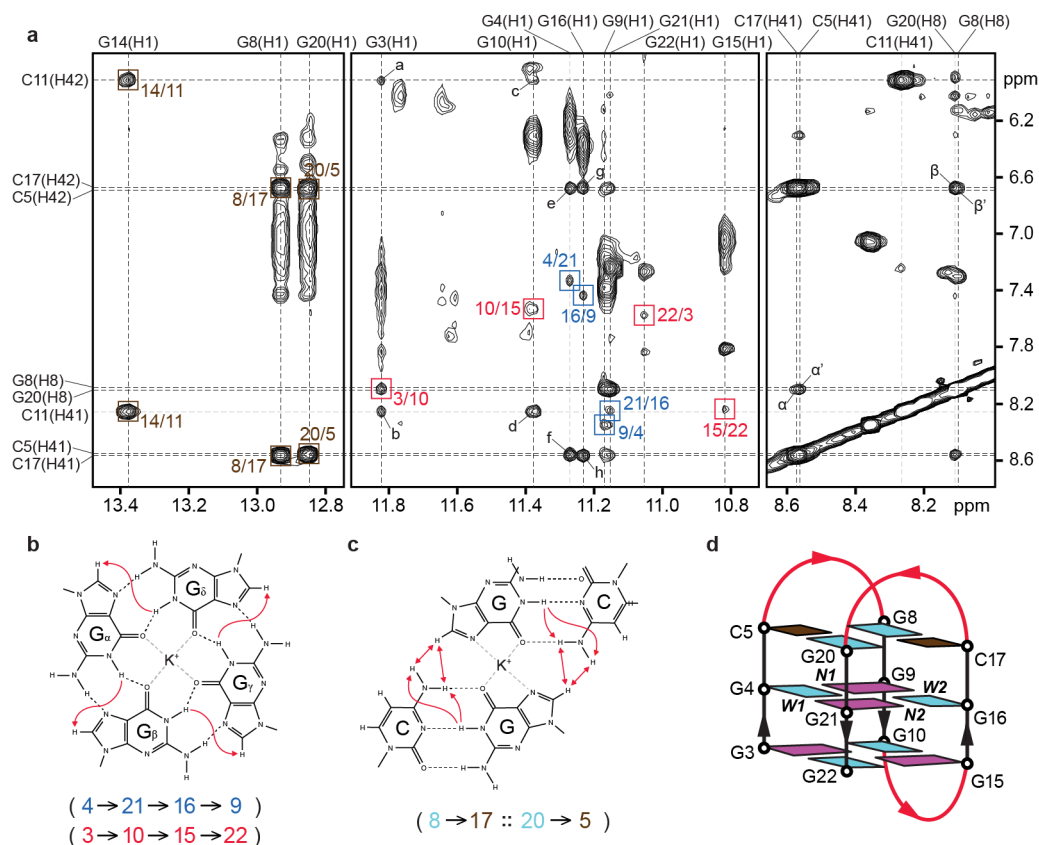 a
G4(H1) G16(H1) G9(H1) G21(H1) C17(H41) C5(H41) G20(H8) G8(H8)
G14(H1) G8(H1) G20(H1) G3(H1) G10(H1) G22(H1) G15(H1) C11(H41)
C11(H42)
14/11
a
c
ppm
6.2
C17(H42)
C5(H42)
20/5
8/17
g
e
β
β'
6.6
7.0
4/21
16/9
10/15
22/3
7.4
7.8
G8(H8)
G20(H8)
3/10
α'
α
C11(H41)
14/11
b
d
21/16
15/22
8.2
9/4
C5(H41)
C17(H41)
20/5
8/17
f
h
8.6
13.4 13.2 13.0 12.8 11.8 11.6 11.4 11.2 11.0 10.8 8.6 8.4 8.2 ppm
b
H
H
N
N
H
N
N
Gδ
N
H
N
N
H
O
O
Gα
N
N
H
N
H
H
K⁺
O
O
H
N
H
N
H
N
N
Gγ
N
N
H
N
Gβ
N
H
N
N
H
N
H
H
( 4 → 21 → 16 → 9 )
( 3 → 10 → 15 → 22 )
c
H
N
H
O
N
N
G
N
H
N
C
H
N
N
H
O
H
N
H
K⁺
H
N
H
O
N
H
C
N
H
N
G
N
N
O
H
N
H
( 8 → 17 :: 20 → 5 )
d
G8
C5
G20
N1
C17
G9
W2
G4
W1
G21
N2
G16
G10
G3
G22
G15